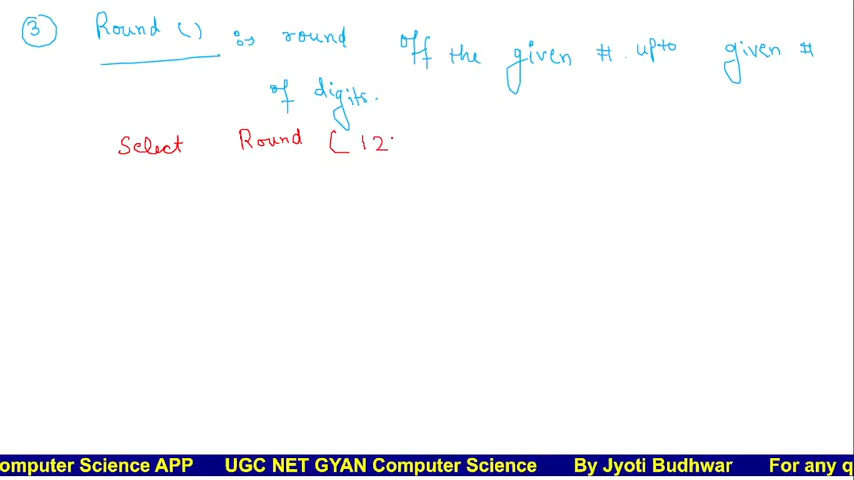 ③ Round () :→ round off the given #. upto given #
of digits.
Select Round ( 12.
omputer Science APP UGC NET GYAN Computer Science By Jyoti Budhwar For any q